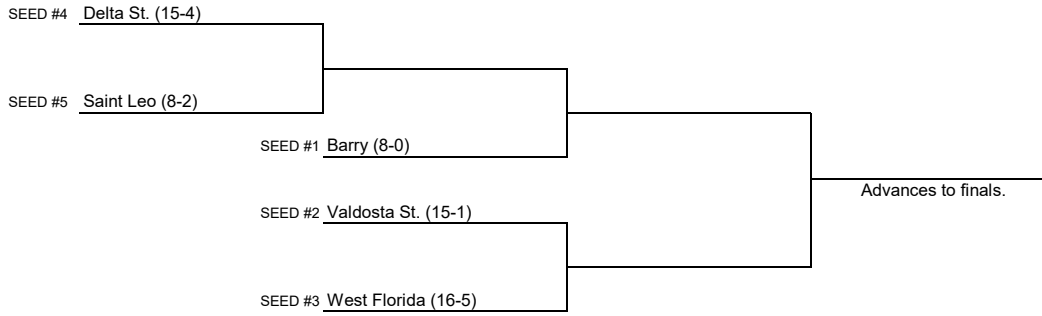 SEED #4 Delta St. (15-4)
SEED #5 Saint Leo (8-2)
SEED #1 Barry (8-0)
Advances to finals.
SEED #2 Valdosta St. (15-1)
SEED #3 West Florida (16-5)